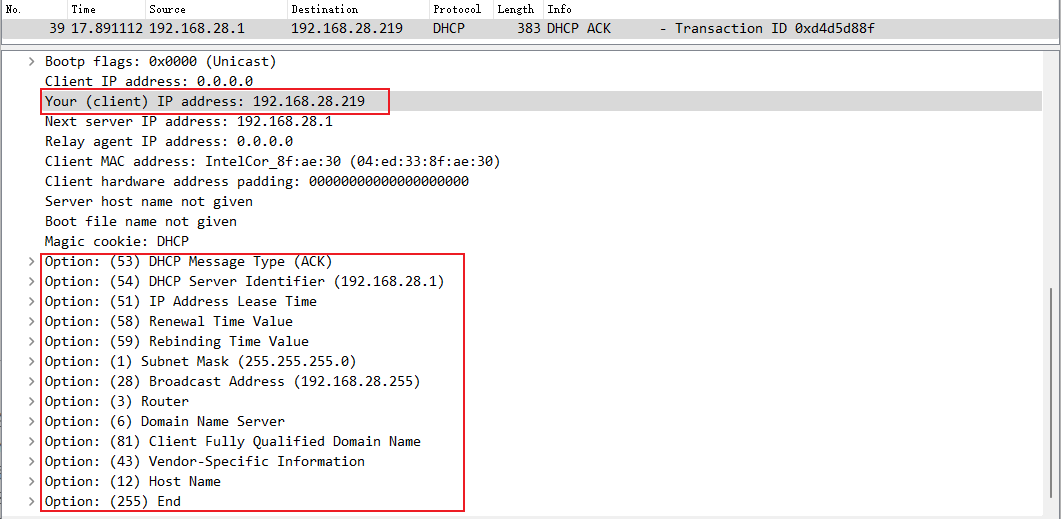 No. Time Source Destination Protocol Length Info
39 17.891112 192.168.28.1 192.168.28.219 DHCP 383 DHCP ACK - Transaction ID 0xd4d5d88f
Bootp flags: 0x0000 (Unicast)
Client IP address: 0.0.0.0
Your (client) IP address: 192.168.28.219
Next server IP address: 192.168.28.1
Relay agent IP address: 0.0.0.0
Client MAC address: IntelCor_8f:ae:30 (04:ed:33:8f:ae:30)
Client hardware address padding: 00000000000000000000
Server host name not given
Boot file name not given
Magic cookie: DHCP
Option: (53) DHCP Message Type (ACK)
Option: (54) DHCP Server Identifier (192.168.28.1)
Option: (51) IP Address Lease Time
Option: (58) Renewal Time Value
Option: (59) Rebinding Time Value
Option: (1) Subnet Mask (255.255.255.0)
Option: (28) Broadcast Address (192.168.28.255)
Option: (3) Router
Option: (6) Domain Name Server
Option: (81) Client Fully Qualified Domain Name
Option: (43) Vendor-Specific Information
Option: (12) Host Name
Option: (255) End